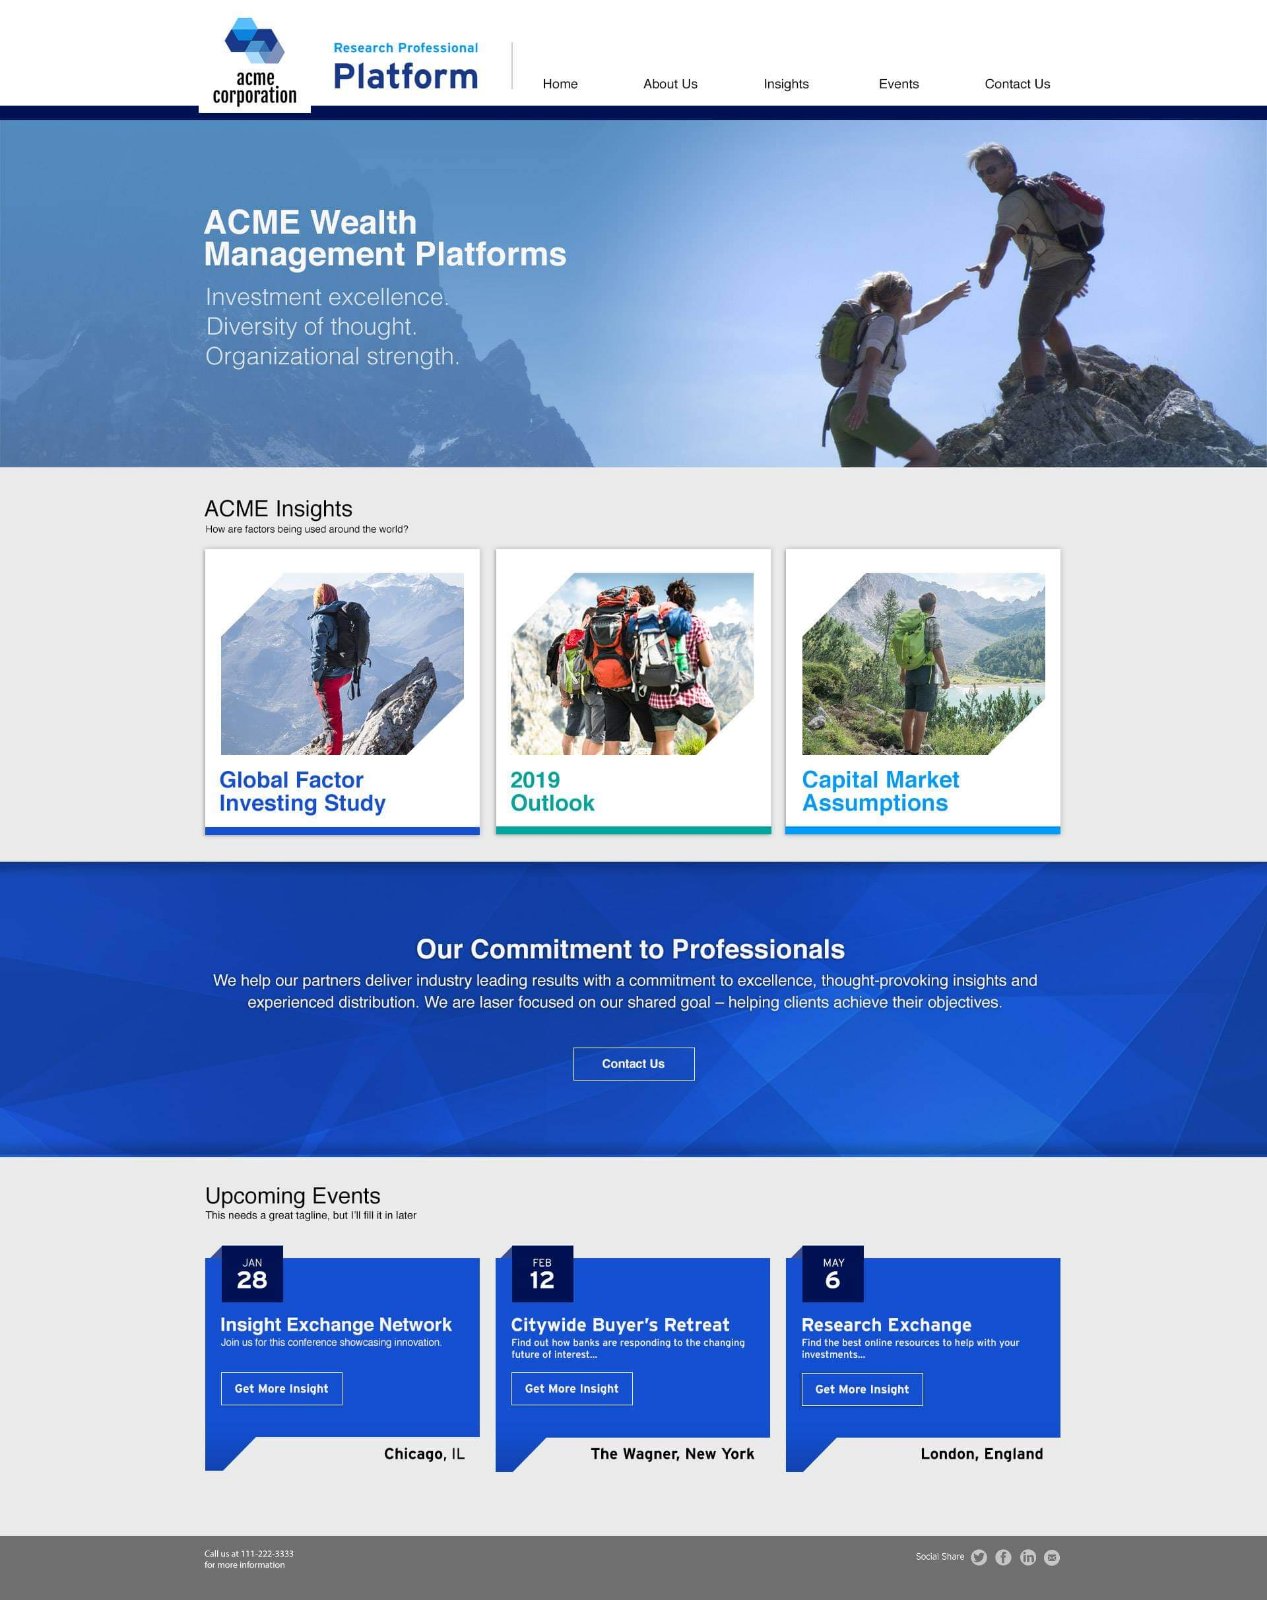 acme
corporation
Research Professional
Platform
Home
About Us
Insights
Events
Contact Us
ACME Wealth
Management Platforms
Investment excellence.
Diversity of thought.
Organizational strength.
ACME Insights
How are factors being used around the world?
Global Factor
Investing Study
2019
Outlook
Capital Market
Assumptions
Our Commitment to Professionals
We help our partners deliver industry leading results with a commitment to excellence, thought-provoking insights and
experienced distribution. We are laser focused on our shared goal – helping clients achieve their objectives.
Contact Us
Upcoming Events
This needs a great tagline, but I'll fill it in later
JAN
28
Insight Exchange Network
Join us for this conference showcasing innovation.
Get More Insight
Chicago, IL
FEB
12
Citywide Buyer's Retreat
Find out how banks are responding to the changing
future of interest...
Get More Insight
The Wagner, New York
MAY
6
Research Exchange
Find the best online resources to help with your
investments...
Get More Insight
London, England
Call us at 111-222-3333
for more information
Social Share